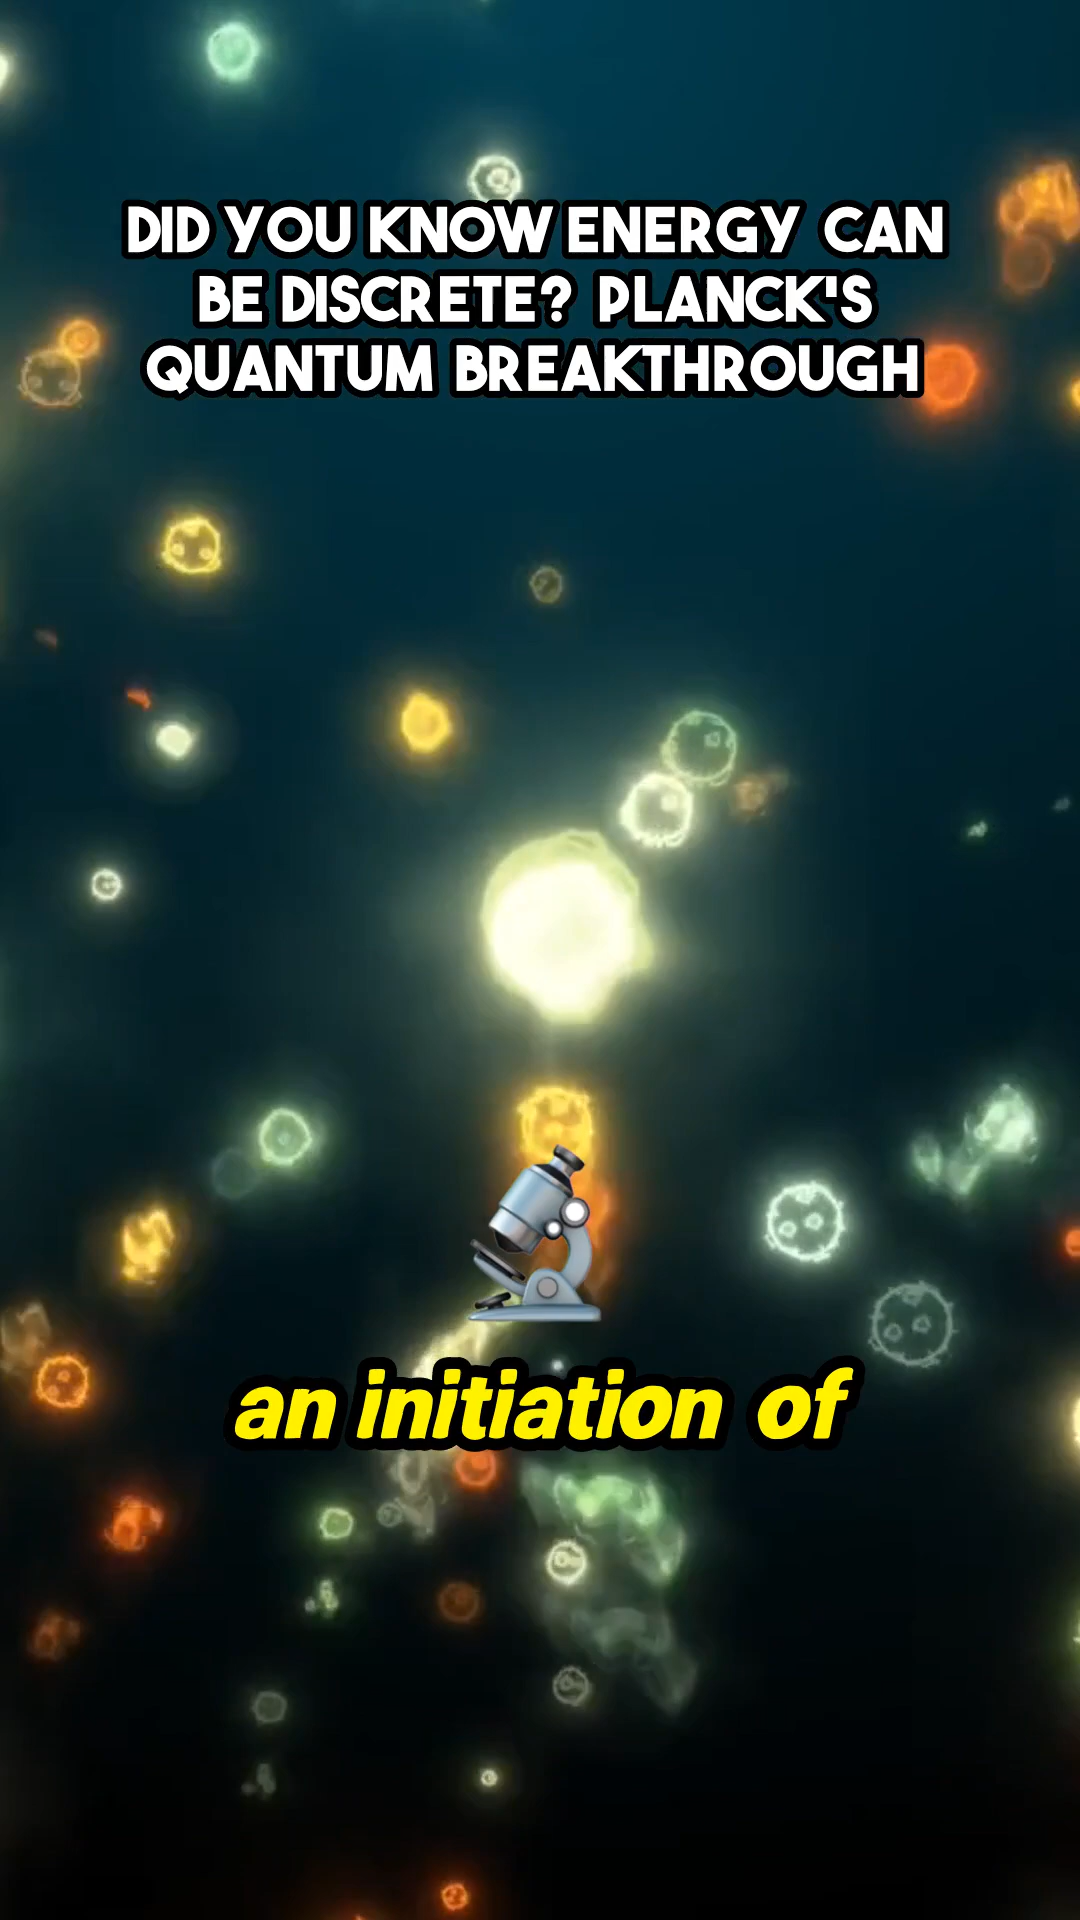 DID YOU KNOW ENERGY CAN
BE DISCRETE? PLANCK'S
QUANTUM BREAKTHROUGH
an initiation of